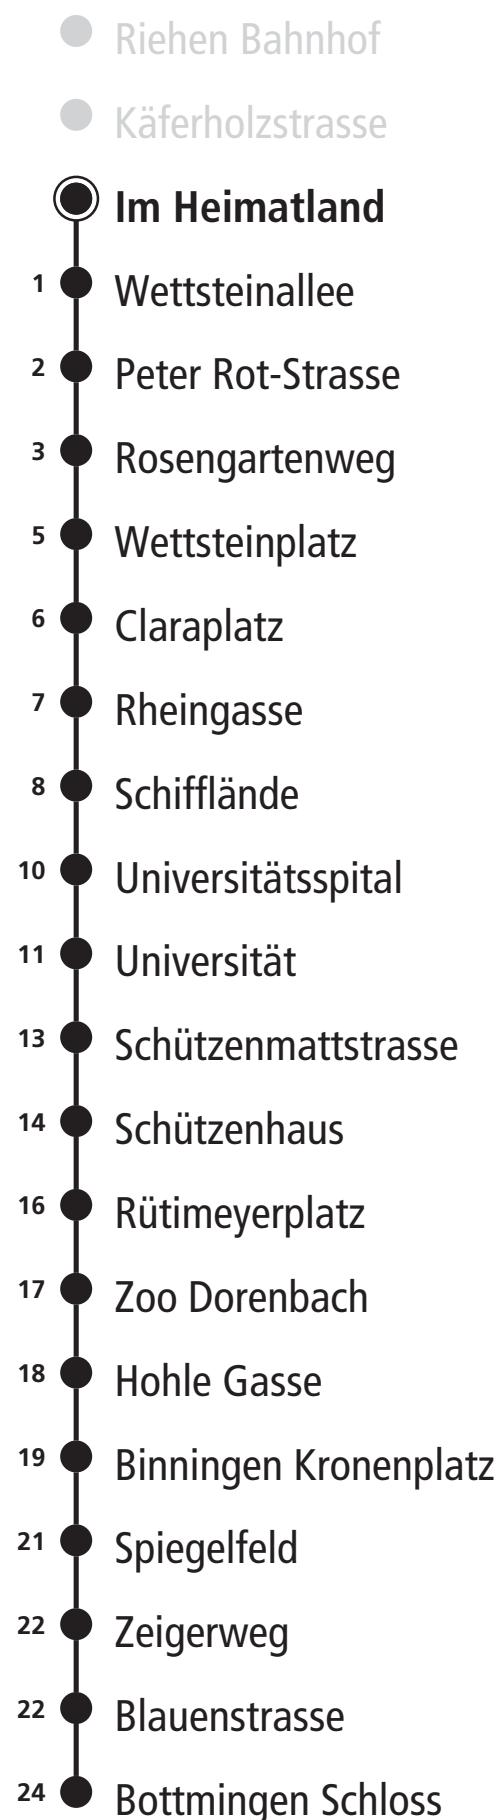 Riehen Bahnhof
Käferholzstrasse
Im Heimatland
1 Wettsteinallee
2 Peter Rot-Strasse
3 Rosengartenweg
5 Wettsteinplatz
6 Claraplatz
7 Rheingasse
8 Schifflände
10 Universitätsspital
11 Universität
13 Schützenmattstrasse
14 Schützenhaus
16 Rütimeyerplatz
17 Zoo Dorenbach
18 Hohle Gasse
19 Binningen Kronenplatz
21 Spiegelfeld
22 Zeigerweg
22 Blauenstrasse
24 Bottmingen Schloss